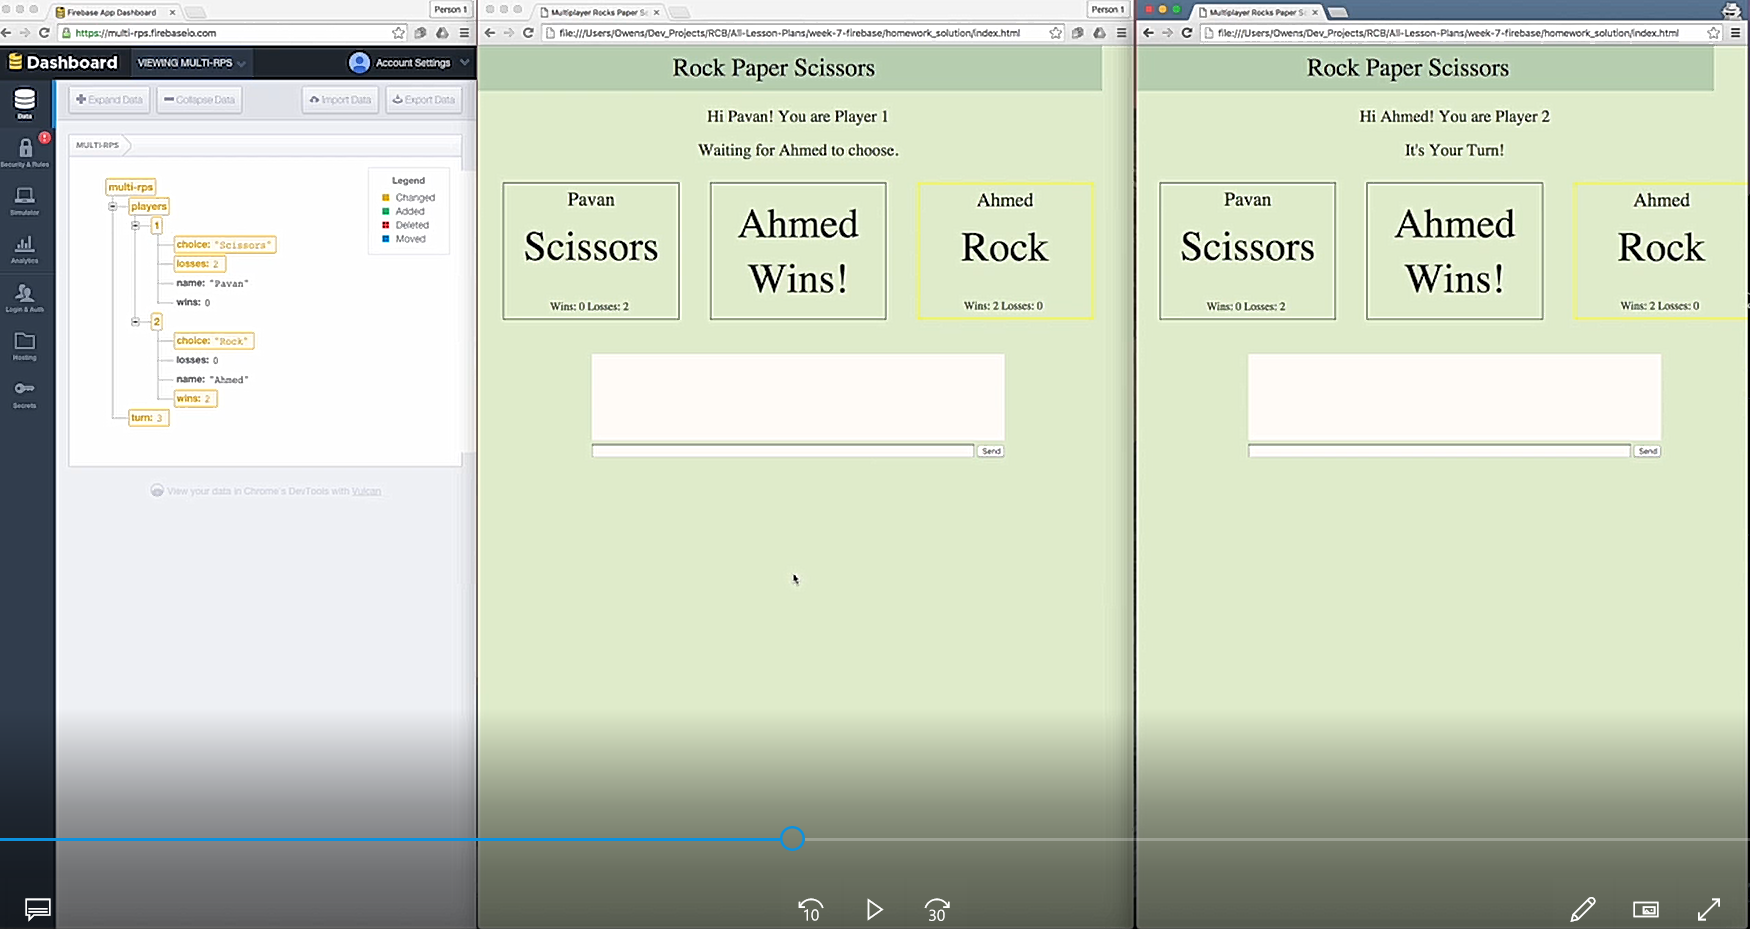 Firebase App Dashboard
Person 1
https://multi-rps.firebaseio.com
Dashboard
VIEWING MULTI-RPS
Account Settings
Data
Security & Rules
Simulator
Analytics
Login & Auth
Hosting
Secrets
Expand Data
Collapse Data
Import Data
Export Data
MULTI-RPS
Legend
Changed
Added
Deleted
Moved
multi-rps
players
1
choice: "Scissors"
losses: 2
name: "Pavan"
wins: 0
2
choice: "Rock"
losses: 0
name: "Ahmed"
wins: 2
turn: 3
View your data in Chrome's DevTools with Vulcan
Multiplayer Rocks Paper Sc
Person 1
file:///Users/Owens/Dev_Projects/RCB/All-Lesson-Plans/week-7-firebase/homework_solution/index.html
Rock Paper Scissors
Hi Pavan! You are Player 1
Waiting for Ahmed to choose.
Pavan
Scissors
Wins: 0 Losses: 2
Ahmed
Wins!
Ahmed
Rock
Wins: 2 Losses: 0
Send
Multiplayer Rocks Paper Sc
file:///Users/Owens/Dev_Projects/RCB/All-Lesson-Plans/week-7-firebase/homework_solution/index.html
Rock Paper Scissors
Hi Ahmed! You are Player 2
It's Your Turn!
Pavan
Scissors
Wins: 0 Losses: 2
Ahmed
Wins!
Ahmed
Rock
Wins: 2 Losses: 0
Send
10
30